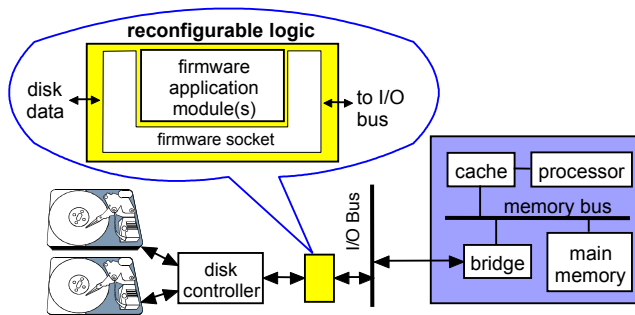 reconfigurable logic
firmware
application
module(s)
disk
data
to I/O
bus
firmware socket
cache
processor
memory bus
I/O Bus
bridge
main
memory
disk
controller